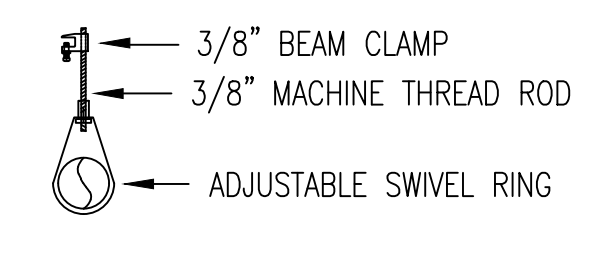 3/8” BEAM CLAMP
3/8” MACHINE THREAD ROD
ADJUSTABLE SWIVEL RING